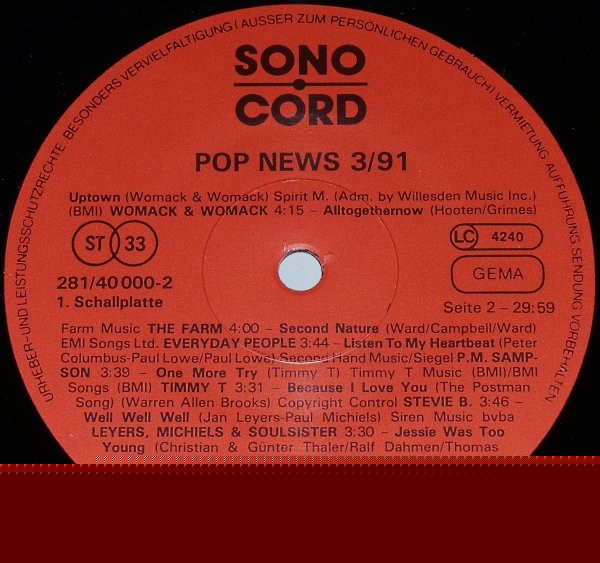 URHEBER- UND LEISTUNGSSCHUTZRECHTE BESONDERS VERVIELFÄLTIGUNG (AUSSER ZUM PERSÖNLICHEN GEBRAUCH) VERMIETUNG AUFFÜHRUNG SENDUNG VORBEHALTEN
SONO
CORD
POP NEWS 3/91
Uptown (Womack & Womack) Spirit M. (Adm. by Willesden Music Inc.)
(BMI) WOMACK & WOMACK 4:15 – Alltogethernow (Hooten/Grimes)
ST 33
LC 4240
281/40 000-2
GEMA
1. Schallplatte
Seite 2 – 29:59
Farm Music THE FARM 4:00 – Second Nature (Ward/Campbell/Ward)
EMI Songs Ltd. EVERYDAY PEOPLE 3:44 – Listen To My Heartbeat (Peter
Columbus-Paul Lowe/Paul Lowe) Second Hand Music/Siegel P.M. SAMP-
SON 3:39 – One More Try (Timmy T) Timmy T Music (BMI)/BMI
Songs (BMI) TIMMY T 3:31 – Because I Love You (The Postman
Song) (Warren Allen Brooks) Copyright Control STEVIE B. 3:46 –
Well Well Well (Jan Leyers-Paul Michiels) Siren Music bvba
LEYERS, MICHIELS & SOULSISTER 3:30 – Jessie Was Too
Young (Christian & Günter Thaler/Ralf Dahmen/Thomas